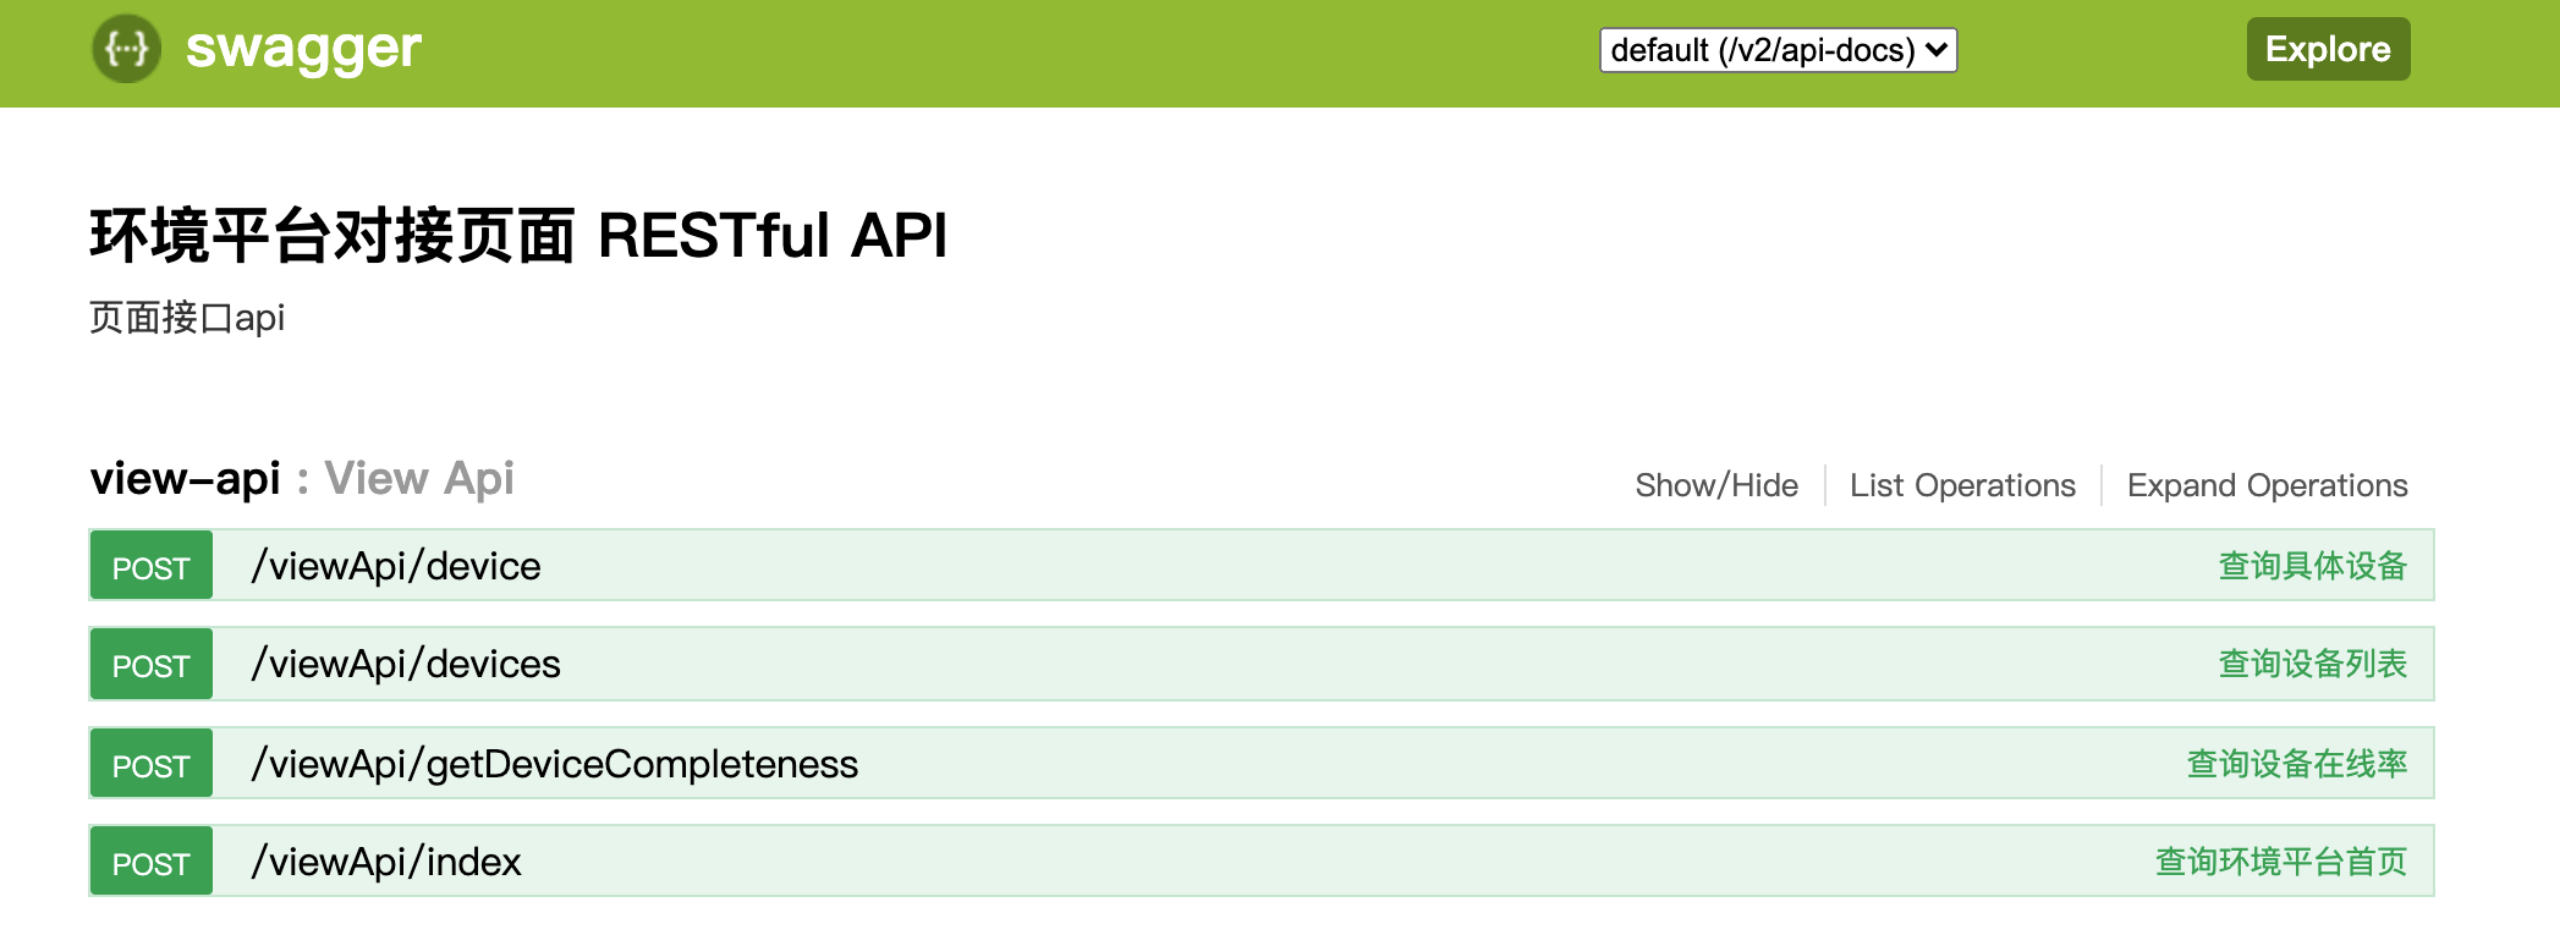 {···} swagger default (/v2/api-docs) Explore
环境平台对接页面 RESTful API
页面接口api
view-api : View Api Show/Hide List Operations Expand Operations
POST /viewApi/device 查询具体设备
POST /viewApi/devices 查询设备列表
POST /viewApi/getDeviceCompleteness 查询设备在线率
POST /viewApi/index 查询环境平台首页